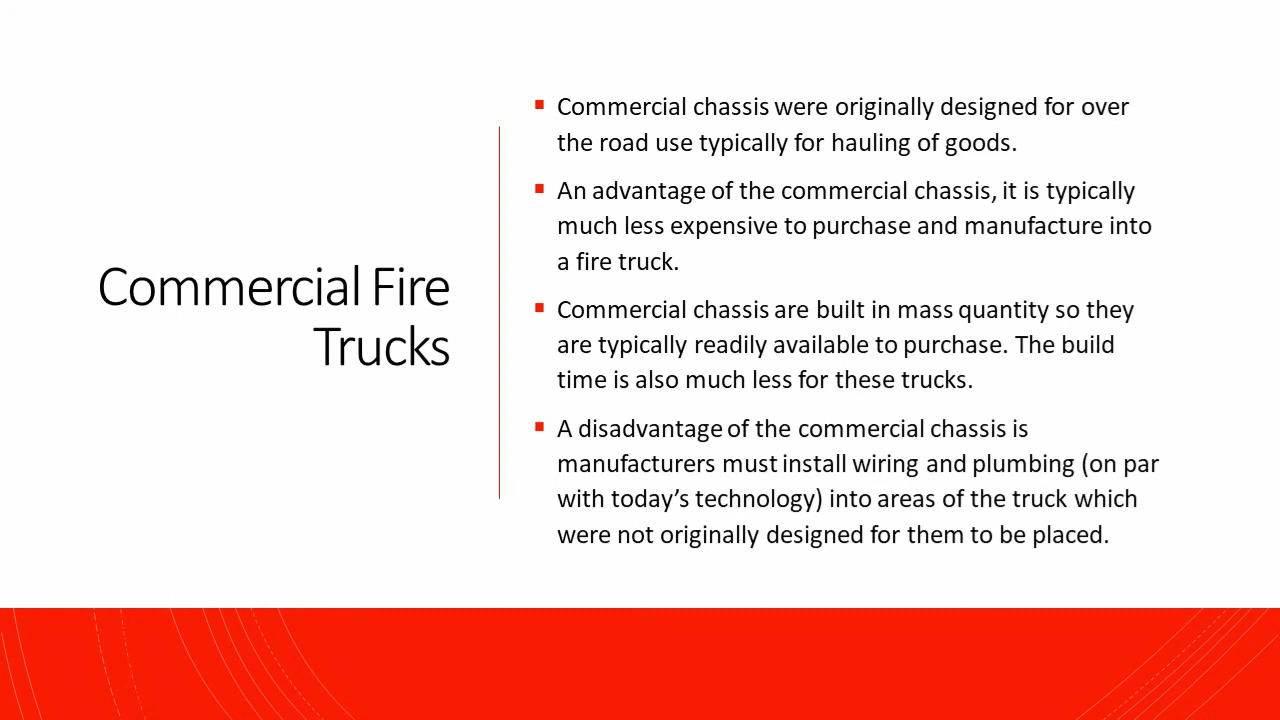 Commercial Fire
Trucks
Commercial chassis were originally designed for over
the road use typically for hauling of goods.
An advantage of the commercial chassis, it is typically
much less expensive to purchase and manufacture into
a fire truck.
Commercial chassis are built in mass quantity so they
are typically readily available to purchase. The build
time is also much less for these trucks.
A disadvantage of the commercial chassis is
manufacturers must install wiring and plumbing (on par
with today’s technology) into areas of the truck which
were not originally designed for them to be placed.